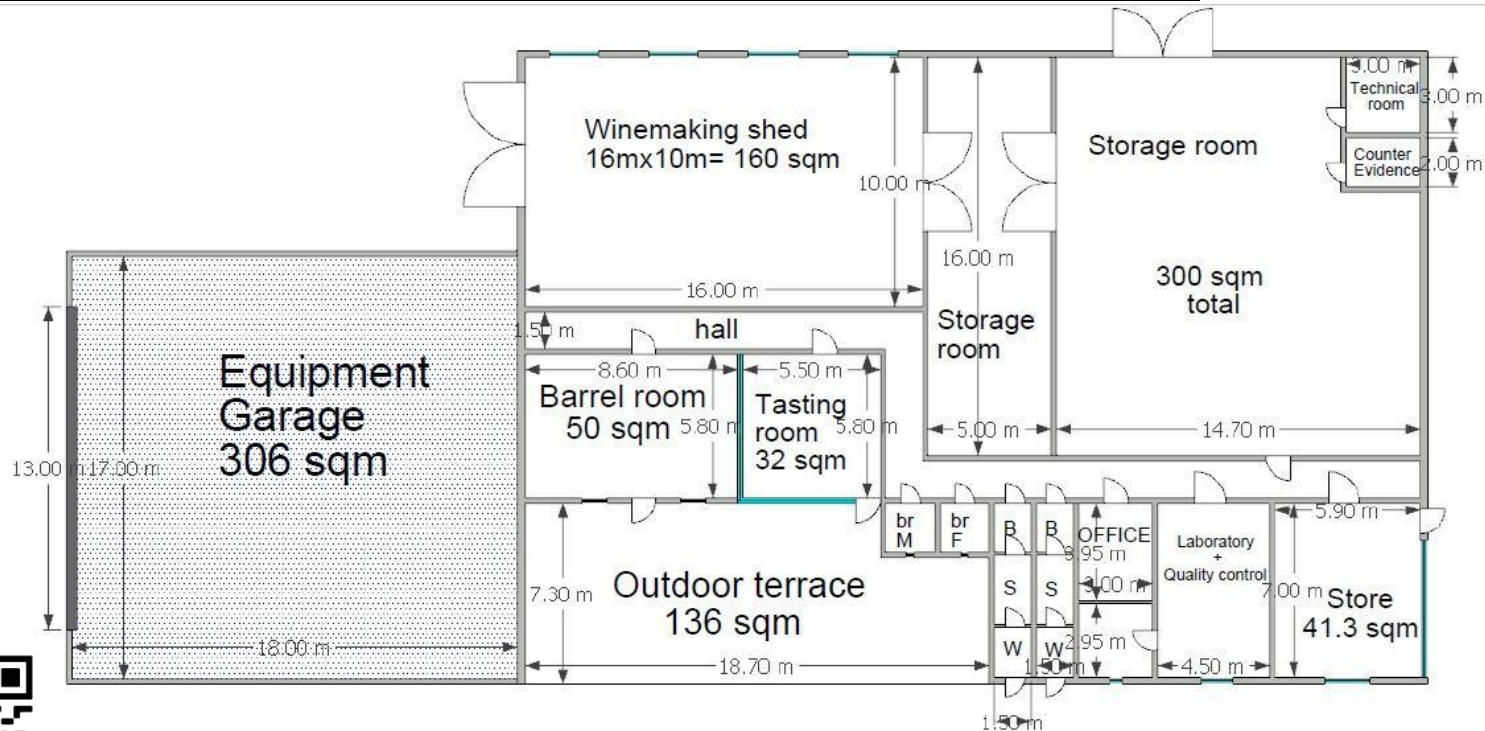 3.00 m
Technical
room
3.00 m
Winemaking shed
16mx10m= 160 sqm
Storage room
Counter
Evidence
2.00 m
10.00 m
16.00 m
16.00 m
300 sqm
total
1.50 m
hall
Storage
room
Equipment
Garage
306 sqm
8.60 m
Barrel room
50 sqm
5.80 m
5.50 m
Tasting
room
32 sqm
5.80 m
5.00 m
14.70 m
13.00 m
17.00 m
18.00 m
br
M
br
F
B
S
W
B
S
W
OFFICE
3.95 m
3.00 m
2.95 m
1.50 m
1.50 m
Laboratory
+
Quality control
4.50 m
5.90 m
7.00 m
Store
41.3 sqm
Outdoor terrace
136 sqm
7.30 m
18.70 m